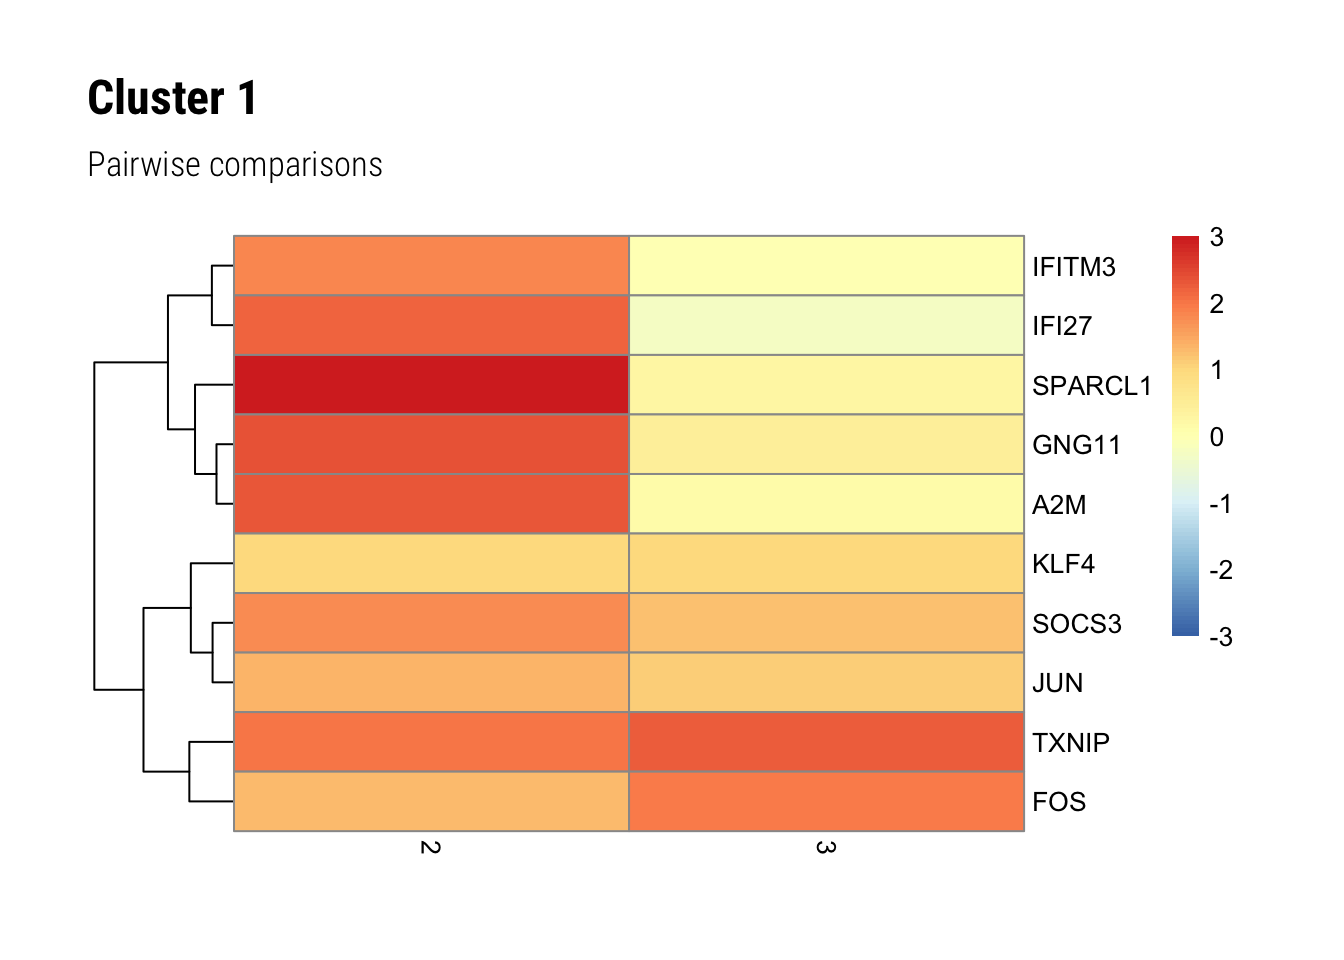 Cluster 1
Pairwise comparisons
IFITM3
IFI27
SPARCL1
GNG11
A2M
KLF4
SOCS3
JUN
TXNIP
FOS
3
2
1
0
-1
-2
-3
2
3